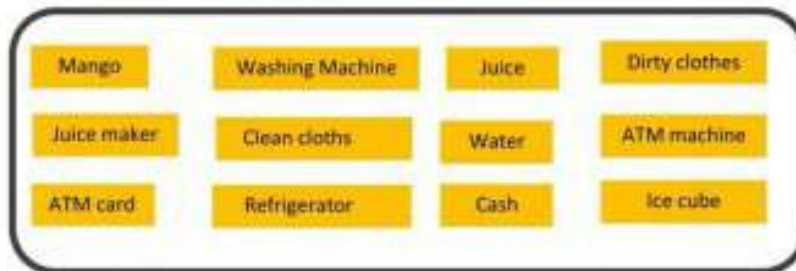 Mango
Washing Machine
Juice
Dirty clothes
Juice maker
Clean cloths
Water
ATM machine
ATM card
Refrigerator
Cash
Ice cube